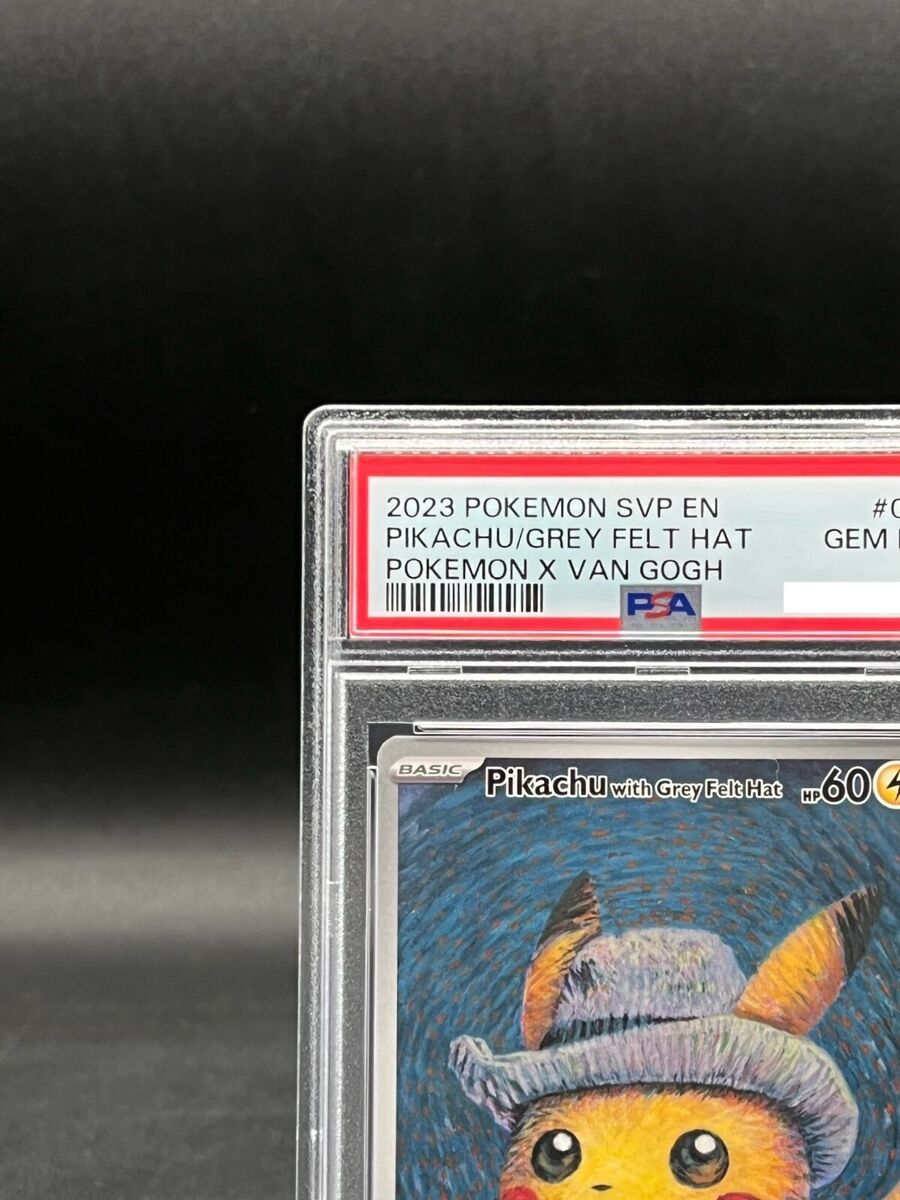 2023 POKEMON SVP EN
PIKACHU/GREY FELT HAT GEM
POKEMON X VAN GOGH
PSA
BASIC Pikachu with Grey Felt Hat HP60